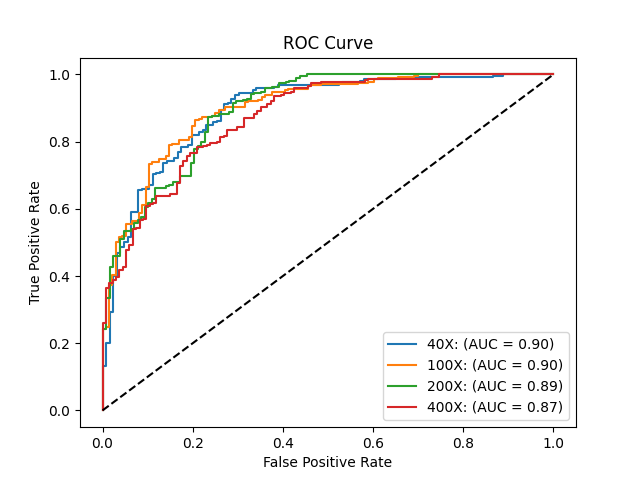 ROC Curve
1.0
0.8
0.6
0.4
0.2
0.0
True Positive Rate
40X: (AUC = 0.90)
100X: (AUC = 0.90)
200X: (AUC = 0.89)
400X: (AUC = 0.87)
0.0 0.2 0.4 0.6 0.8 1.0
False Positive Rate